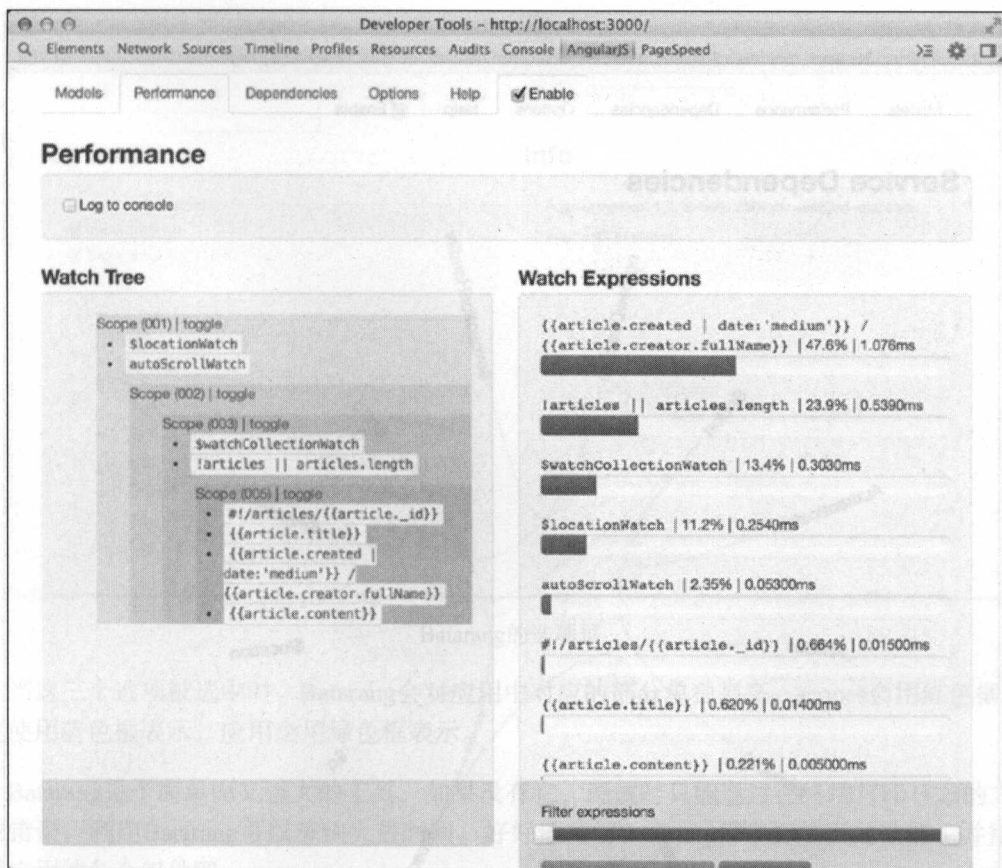 Developer Tools – http://localhost:3000/
Elements Network Sources Timeline Profiles Resources Audits Console AngularJS PageSpeed
Models Performance Dependencies Options Help Enable
Performance
Log to console
Watch Tree
Scope (001) | toggle
$locationWatch
autoScrollWatch
Scope (002) | toggle
Scope (003) | toggle
$watchCollectionWatch
!articles || articles.length
Scope (005) | toggle
#!/articles/{{article._id}}
{{article.title}}
{{article.created |
date:'medium'}} /
{{article.creator.fullName}}
{{article.content}}
Watch Expressions
{{article.created | date:'medium'}} /
{{article.creator.fullName}} | 47.6% | 1.076ms
!articles || articles.length | 23.9% | 0.5390ms
$watchCollectionWatch | 13.4% | 0.3030ms
$locationWatch | 11.2% | 0.2540ms
autoScrollWatch | 2.35% | 0.05300ms
#!/articles/{{article._id}} | 0.664% | 0.01500ms
{{article.title}} | 0.620% | 0.01400ms
{{article.content}} | 0.221% | 0.005000ms
Filter expressions